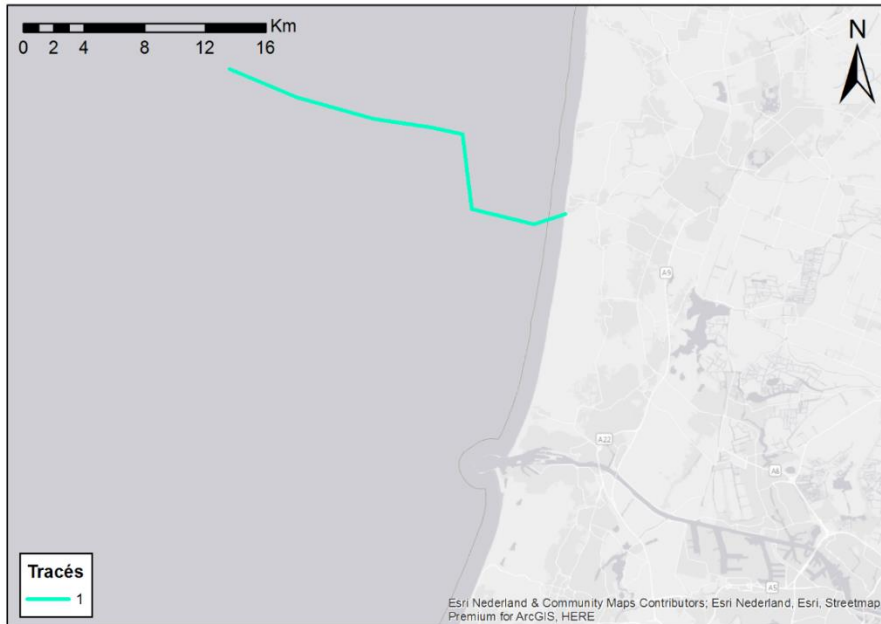 Km
0 2 4 8 12 16
N
A9
A22
A8
A5
Tracés
1
Esri Nederland & Community Maps Contributors; Esri Nederland, Esri, Streetmap
Premium for ArcGIS, HERE